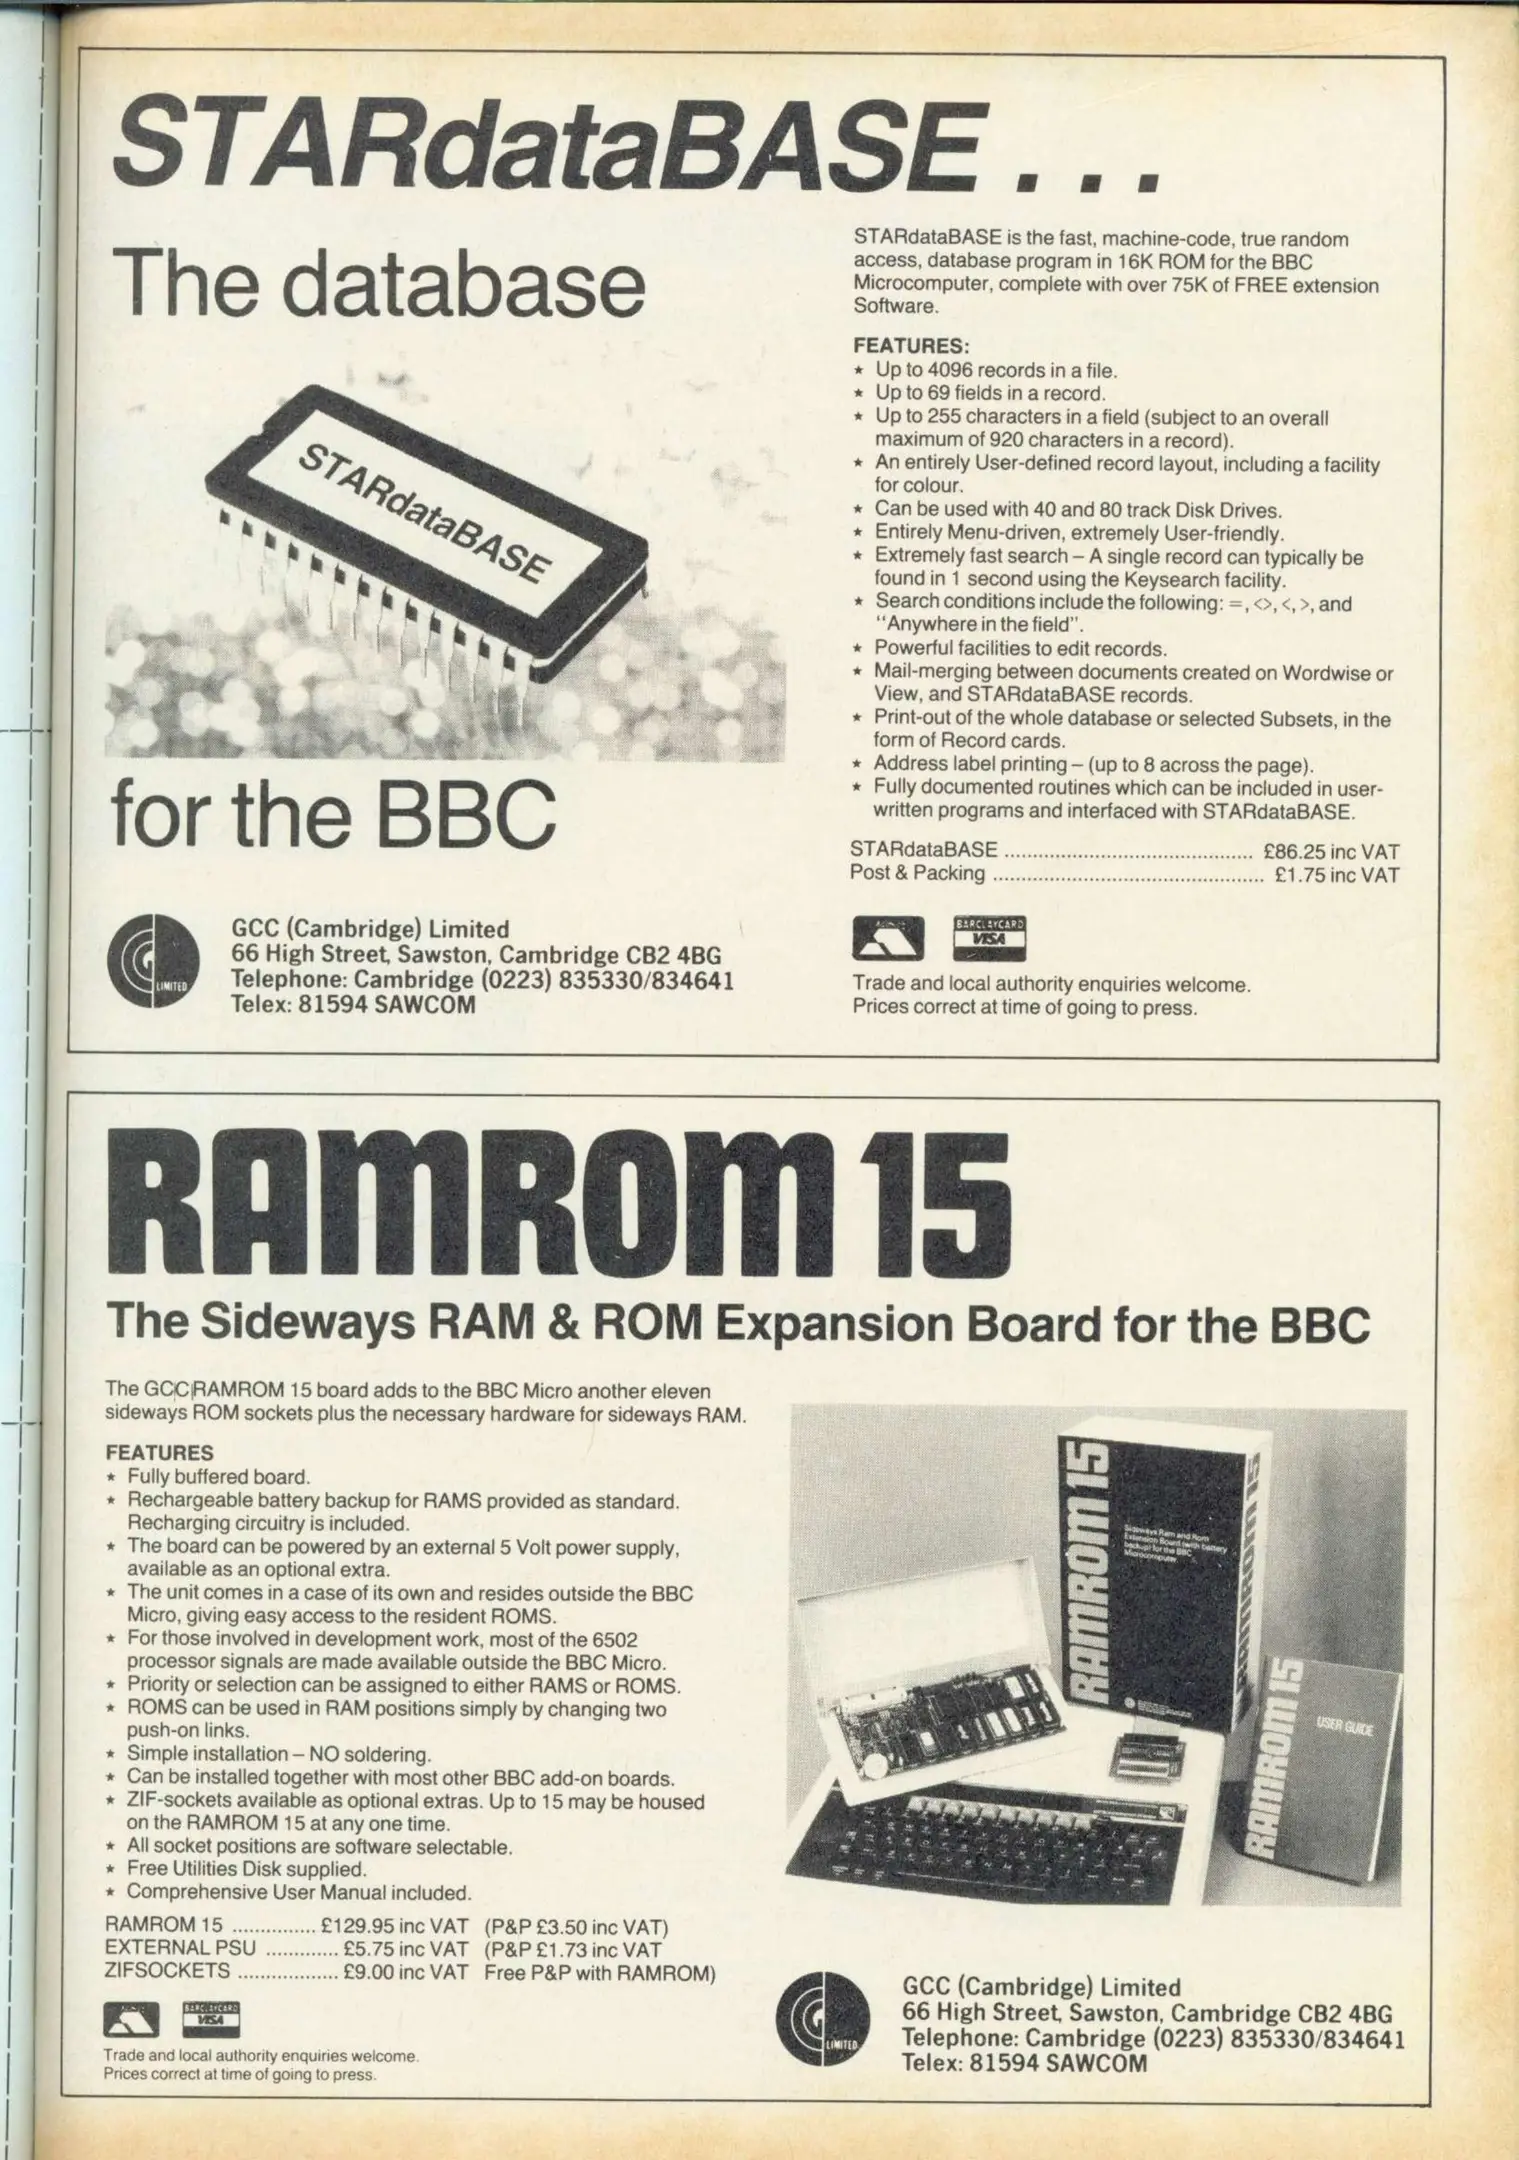 STARdataBASE...
The database
STARdataBASE
for the BBC
LIMITED
GCC (Cambridge) Limited
66 High Street, Sawston, Cambridge CB2 4BG
Telephone: Cambridge (0223) 835330/834641
Telex: 81594 SAWCOM
STARdataBASE is the fast, machine-code, true random
access, database program in 16K ROM for the BBC
Microcomputer, complete with over 75K of FREE extension
Software.
FEATURES:
★ Up to 4096 records in a file.
★ Up to 69 fields in a record.
★ Up to 255 characters in a field (subject to an overall
maximum of 920 characters in a record).
★ An entirely User-defined record layout, including a facility
for colour.
★ Can be used with 40 and 80 track Disk Drives.
★ Entirely Menu-driven, extremely User-friendly.
★ Extremely fast search – A single record can typically be
found in 1 second using the Keysearch facility.
★ Search conditions include the following: =, <>, <, >, and
"Anywhere in the field".
★ Powerful facilities to edit records.
★ Mail-merging between documents created on Wordwise or
View, and STARdataBASE records.
★ Print-out of the whole database or selected Subsets, in the
form of Record cards.
★ Address label printing – (up to 8 across the page).
★ Fully documented routines which can be included in user-
written programs and interfaced with STARdataBASE.
STARdataBASE ........................................... £86.25 inc VAT
Post & Packing ............................................... £1.75 inc VAT
BARCLAYCARD
VISA
Trade and local authority enquiries welcome.
Prices correct at time of going to press.
RAMROM 15
The Sideways RAM & ROM Expansion Board for the BBC
The GCC RAMROM 15 board adds to the BBC Micro another eleven
sideways ROM sockets plus the necessary hardware for sideways RAM.
FEATURES
★ Fully buffered board.
★ Rechargeable battery backup for RAMS provided as standard.
Recharging circuitry is included.
★ The board can be powered by an external 5 Volt power supply,
available as an optional extra.
★ The unit comes in a case of its own and resides outside the BBC
Micro, giving easy access to the resident ROMS.
★ For those involved in development work, most of the 6502
processor signals are made available outside the BBC Micro.
★ Priority or selection can be assigned to either RAMS or ROMS.
★ ROMS can be used in RAM positions simply by changing two
push-on links.
★ Simple installation – NO soldering.
★ Can be installed together with most other BBC add-on boards.
★ ZIF-sockets available as optional extras. Up to 15 may be housed
on the RAMROM 15 at any one time.
★ All socket positions are software selectable.
★ Free Utilities Disk supplied.
★ Comprehensive User Manual included.
RAMROM 15 ............... £129.95 inc VAT (P&P £3.50 inc VAT)
EXTERNAL PSU ............. £5.75 inc VAT (P&P £1.73 inc VAT
ZIFSOCKETS .................. £9.00 inc VAT Free P&P with RAMROM)
BARCLAYCARD
VISA
Trade and local authority enquiries welcome.
Prices correct at time of going to press.
RAMROM 15
Sideways Ram and Rom
Expansion Board (with battery
backup) for the BBC
Microcomputer
RAMROM 15
RAMROM 15
USER GUIDE
LIMITED
GCC (Cambridge) Limited
66 High Street, Sawston, Cambridge CB2 4BG
Telephone: Cambridge (0223) 835330/834641
Telex: 81594 SAWCOM